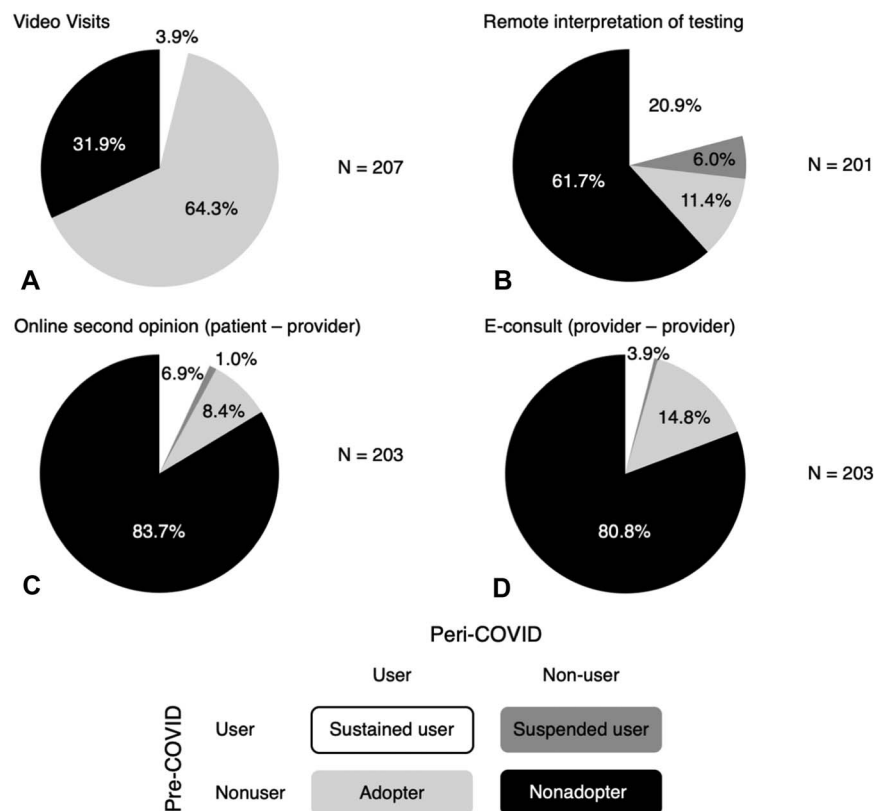 Video Visits
3.9%
31.9%
64.3%
N = 207
A
Remote interpretation of testing
20.9%
6.0%
11.4%
61.7%
N = 201
B
Online second opinion (patient – provider)
6.9%
1.0%
8.4%
83.7%
N = 203
C
E-consult (provider – provider)
3.9%
14.8%
80.8%
N = 203
D
Peri-COVID
User
Non-user
Pre-COVID
User
Sustained user
Suspended user
Nonuser
Adopter
Nonadopter